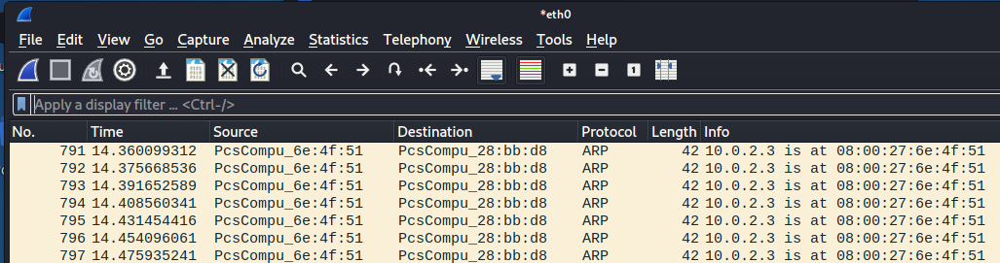 *eth0
File Edit View Go Capture Analyze Statistics Telephony Wireless Tools Help
Apply a display filter ... <Ctrl-/>
No. Time Source Destination Protocol Length Info
791 14.360099312 PcsCompu_6e:4f:51 PcsCompu_28:bb:d8 ARP 42 10.0.2.3 is at 08:00:27:6e:4f:51
792 14.375668536 PcsCompu_6e:4f:51 PcsCompu_28:bb:d8 ARP 42 10.0.2.3 is at 08:00:27:6e:4f:51
793 14.391652589 PcsCompu_6e:4f:51 PcsCompu_28:bb:d8 ARP 42 10.0.2.3 is at 08:00:27:6e:4f:51
794 14.408560341 PcsCompu_6e:4f:51 PcsCompu_28:bb:d8 ARP 42 10.0.2.3 is at 08:00:27:6e:4f:51
795 14.431454416 PcsCompu_6e:4f:51 PcsCompu_28:bb:d8 ARP 42 10.0.2.3 is at 08:00:27:6e:4f:51
796 14.454096061 PcsCompu_6e:4f:51 PcsCompu_28:bb:d8 ARP 42 10.0.2.3 is at 08:00:27:6e:4f:51
797 14.475935241 PcsCompu_6e:4f:51 PcsCompu_28:bb:d8 ARP 42 10.0.2.3 is at 08:00:27:6e:4f:51